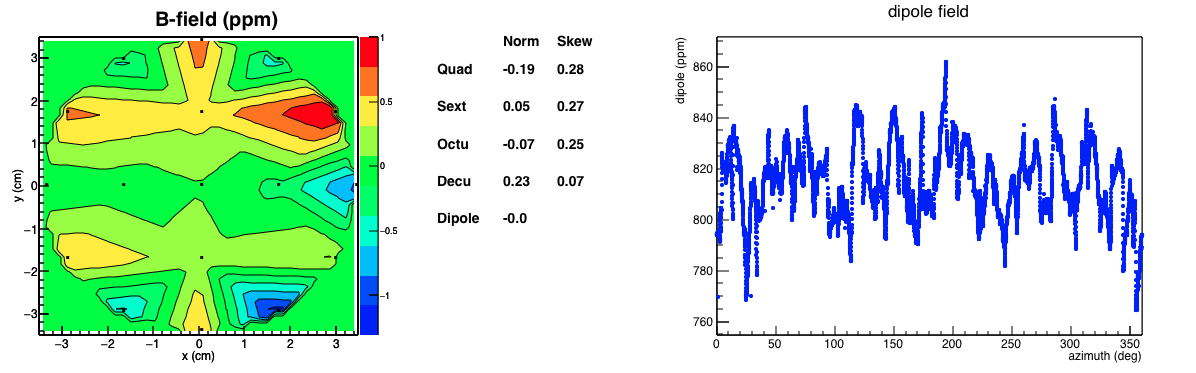 B-field (ppm)
3
2
1
0
−1
−2
−3
y (cm)
−3
−2
−1
0
1
2
3
x (cm)
1
0.5
0
−0.5
−1
Norm Skew
Quad -0.19 0.28
Sext 0.05 0.27
Octu -0.07 0.25
Decu 0.23 0.07
Dipole -0.0
dipole field
dipole (ppm)
860
840
820
800
780
760
0
50
100
150
200
250
300
350
azimuth (deg)